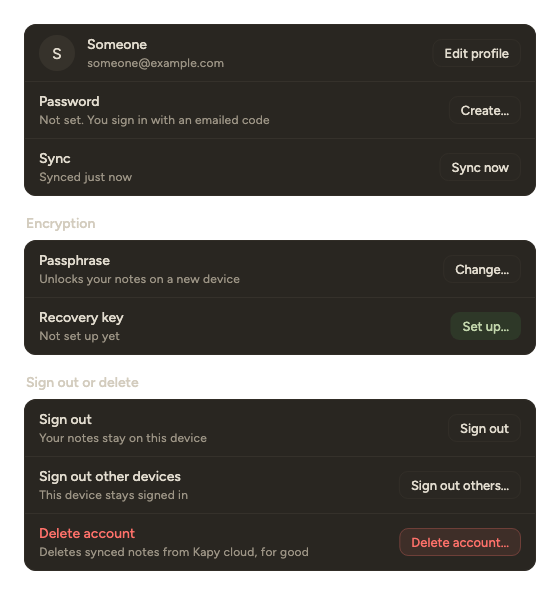 S
Someone
someone@example.com
Edit profile
Password
Not set. You sign in with an emailed code
Create...
Sync
Synced just now
Sync now
Encryption
Passphrase
Unlocks your notes on a new device
Change...
Recovery key
Not set up yet
Set up...
Sign out or delete
Sign out
Your notes stay on this device
Sign out
Sign out other devices
This device stays signed in
Sign out others...
Delete account
Deletes synced notes from Kapy cloud, for good
Delete account...